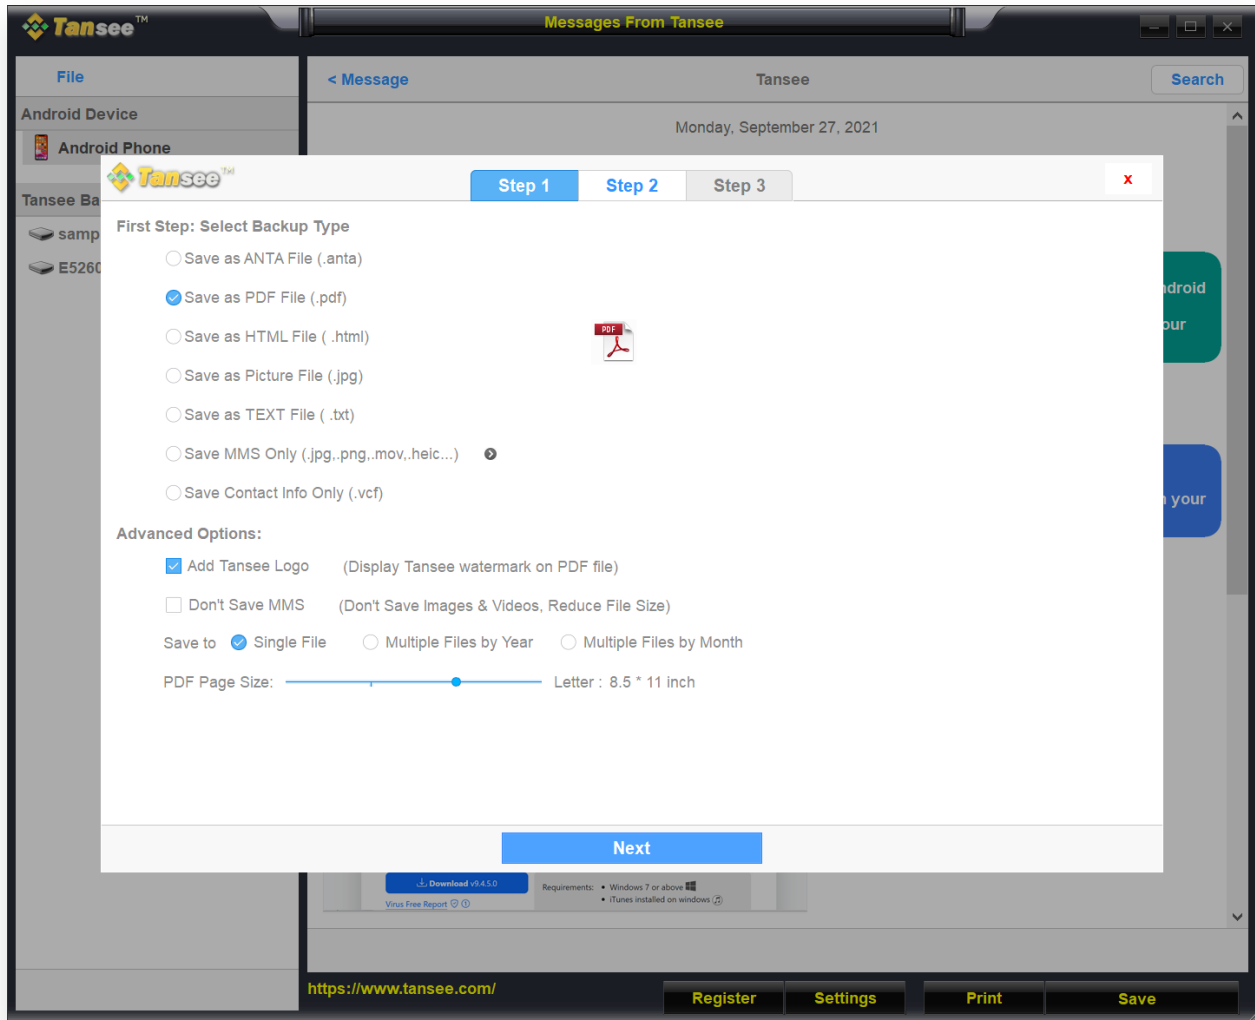 Tansee™
Messages From Tansee
File
< Message
Tansee
Search
Android Device
Monday, September 27, 2021
Android Phone
Tansee Ba
samp
E5260
Tansee™
Step 1
Step 2
Step 3
x
First Step: Select Backup Type
Save as ANTA File (.anta)
Save as PDF File (.pdf)
Save as HTML File ( .html)
PDF
Save as Picture File (.jpg)
Save as TEXT File ( .txt)
Save MMS Only (.jpg,.png,.mov,.heic...)
Save Contact Info Only (.vcf)
Advanced Options:
Add Tansee Logo (Display Tansee watermark on PDF file)
Don't Save MMS (Don't Save Images & Videos, Reduce File Size)
Save to Single File Multiple Files by Year Multiple Files by Month
PDF Page Size: Letter : 8.5 * 11 inch
Next
ndroid
our
n your
Download v9.4.5.0
Virus Free Report
Requirements: • Windows 7 or above
• iTunes installed on windows
https://www.tansee.com/
Register
Settings
Print
Save